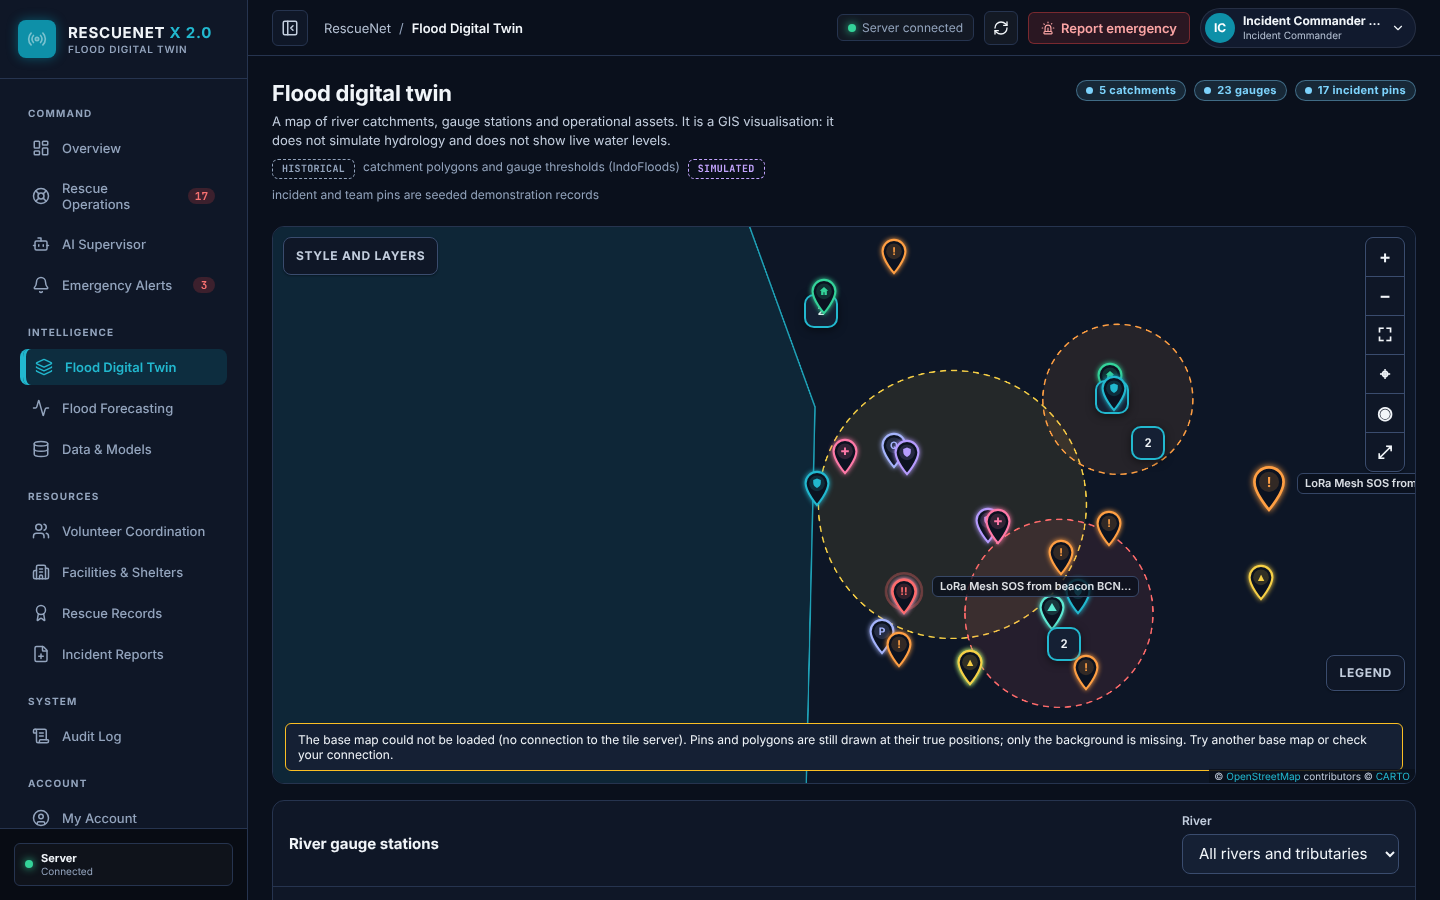 RESCUENET X 2.0
FLOOD DIGITAL TWIN
COMMAND
Overview
Rescue
Operations
17
AI Supervisor
Emergency Alerts
3
INTELLIGENCE
Flood Digital Twin
Flood Forecasting
Data & Models
RESOURCES
Volunteer Coordination
Facilities & Shelters
Rescue Records
Incident Reports
SYSTEM
Audit Log
ACCOUNT
My Account
Server
Connected
RescueNet / Flood Digital Twin
Server connected
Report emergency
IC
Incident Commander ...
Incident Commander
Flood digital twin
5 catchments
23 gauges
17 incident pins
A map of river catchments, gauge stations and operational assets. It is a GIS visualisation: it
does not simulate hydrology and does not show live water levels.
HISTORICAL catchment polygons and gauge thresholds (IndoFloods) SIMULATED
incident and team pins are seeded demonstration records
STYLE AND LAYERS
2
LoRa Mesh SOS from
LoRa Mesh SOS from beacon BCN...
P
2
LEGEND
The base map could not be loaded (no connection to the tile server). Pins and polygons are still drawn at their true positions; only the background is missing. Try another base map or check
your connection.
© OpenStreetMap contributors © CARTO
River gauge stations
River
All rivers and tributaries